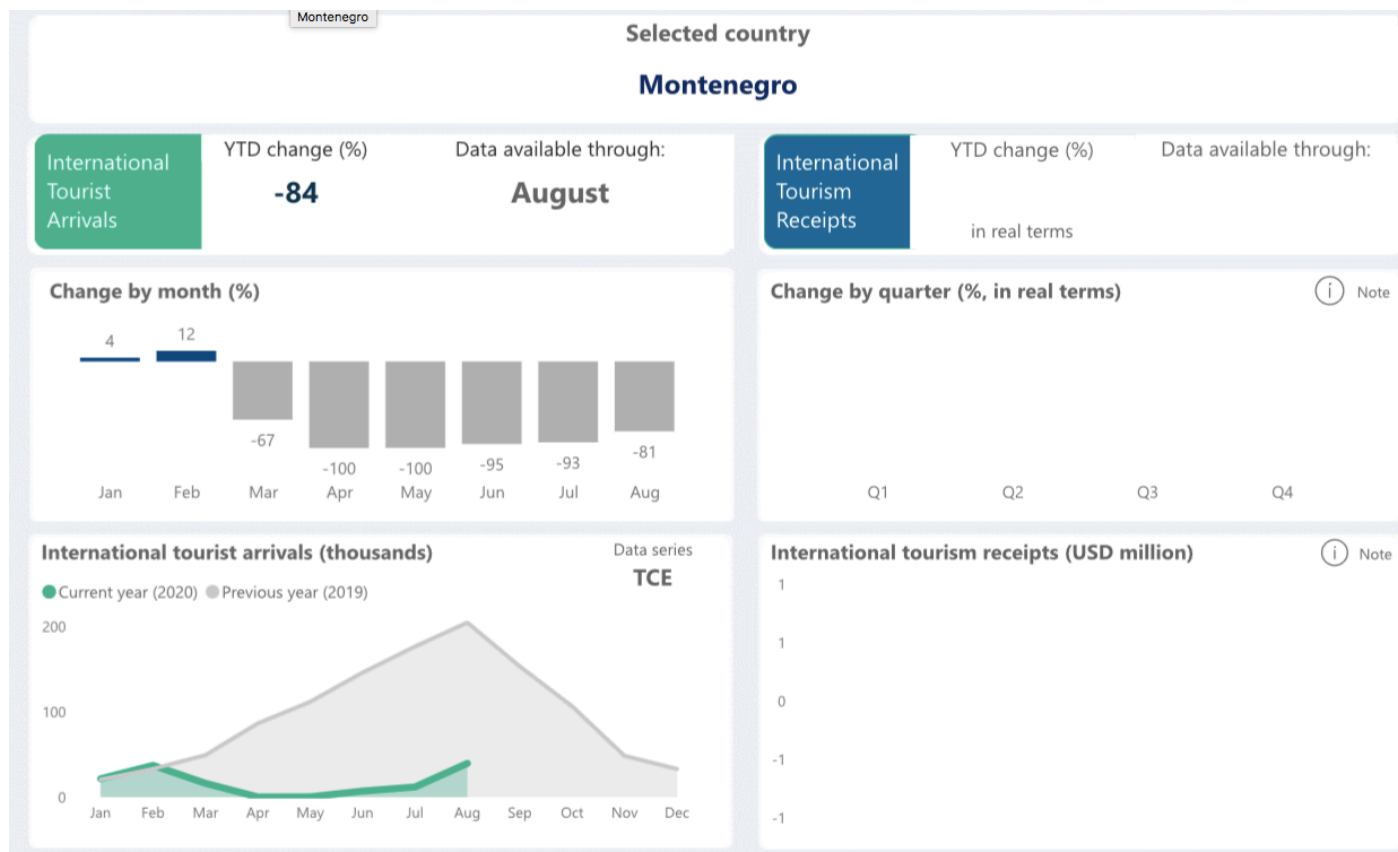 Montenegro
Selected country
Montenegro
International
Tourist
Arrivals
YTD change (%)
-84
Data available through:
August
International
Tourism
Receipts
YTD change (%)
in real terms
Data available through:
Change by month (%)
4
12
-67
-100
-100
-95
-93
-81
Jan Feb Mar Apr May Jun Jul Aug
Change by quarter (%, in real terms)
i Note
Q1 Q2 Q3 Q4
International tourist arrivals (thousands)
Data series
TCE
Current year (2020) Previous year (2019)
200
100
0
Jan Feb Mar Apr May Jun Jul Aug Sep Oct Nov Dec
International tourism receipts (USD million)
i Note
1
1
0
-1
-1